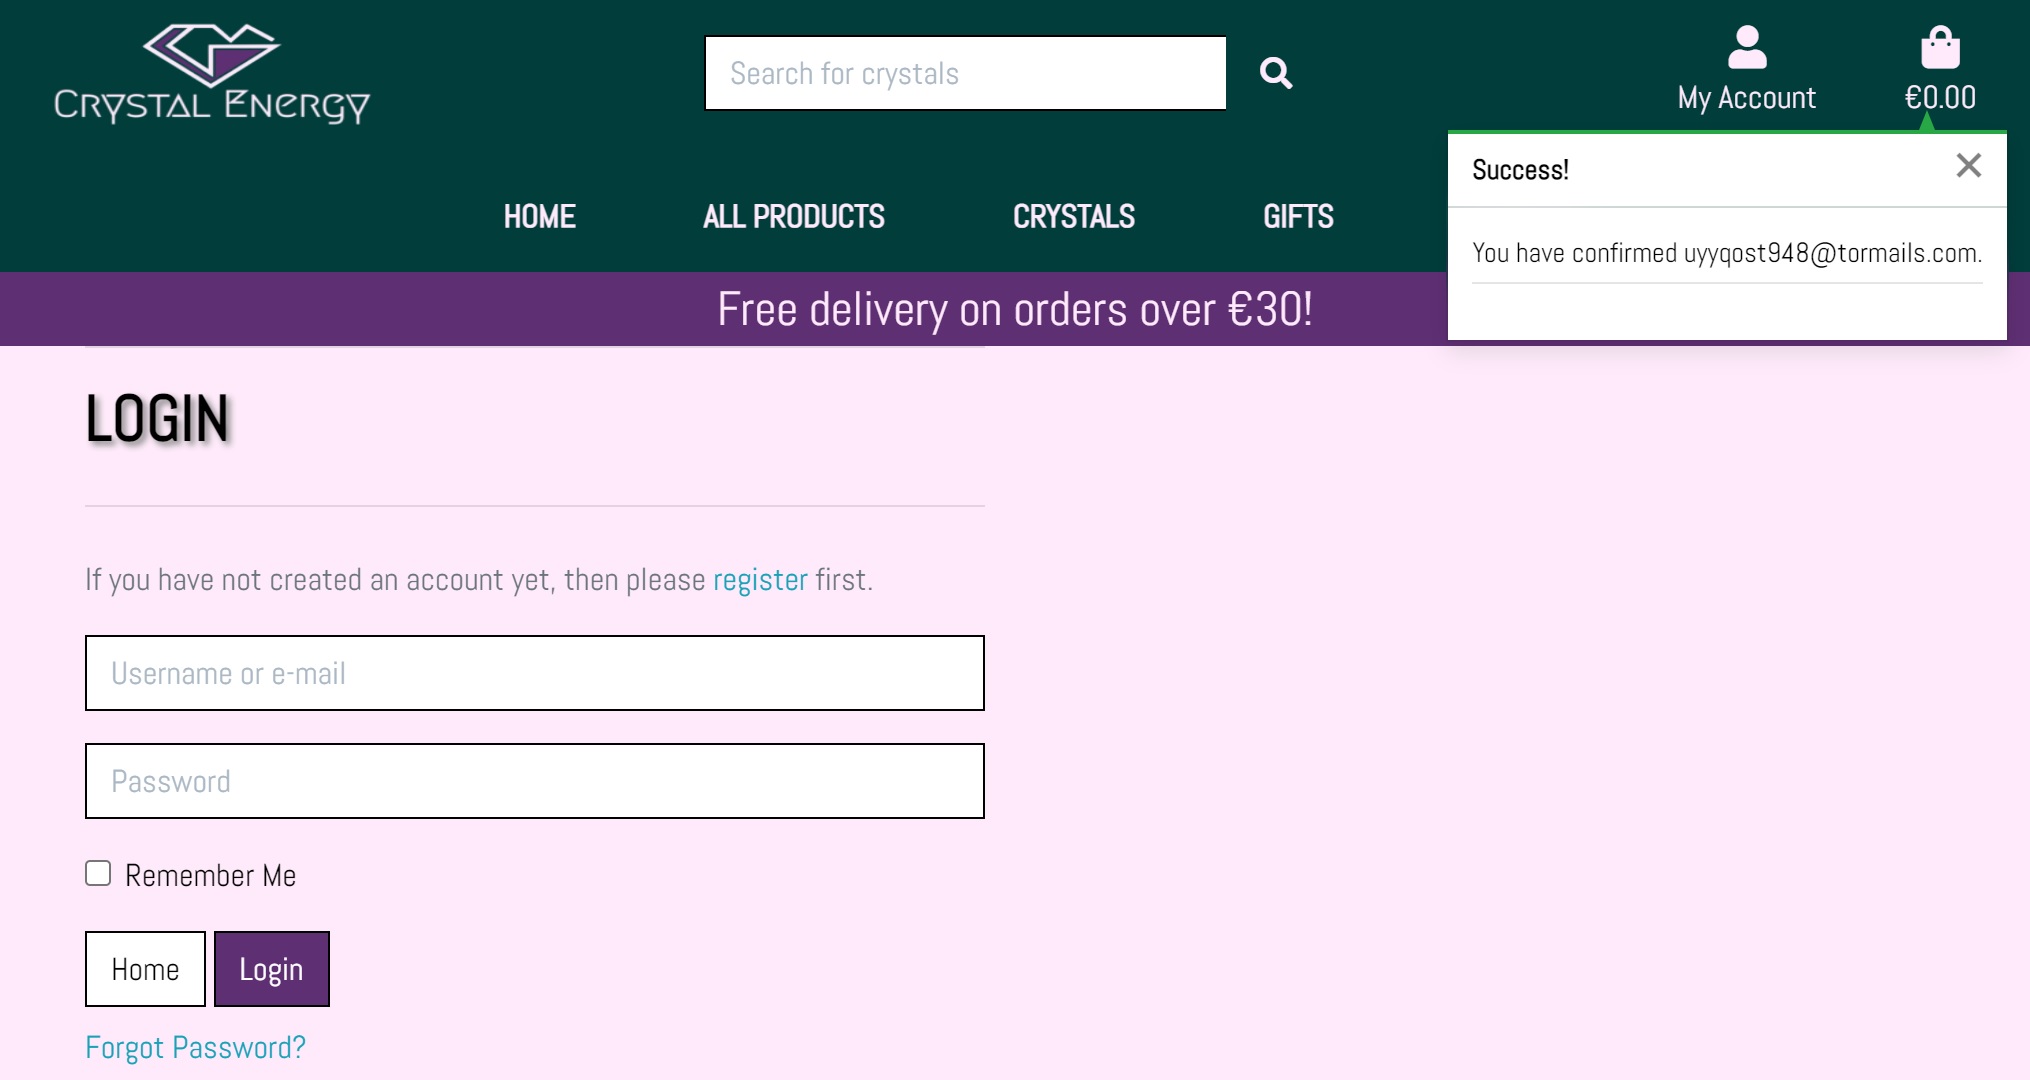 Crystal Energy
Search for crystals
My Account
€0.00
HOME
ALL PRODUCTS
CRYSTALS
GIFTS
Success!
You have confirmed uyyqost948@tormails.com.
Free delivery on orders over €30!
LOGIN
If you have not created an account yet, then please register first.
Username or e-mail
Password
Remember Me
Home
Login
Forgot Password?